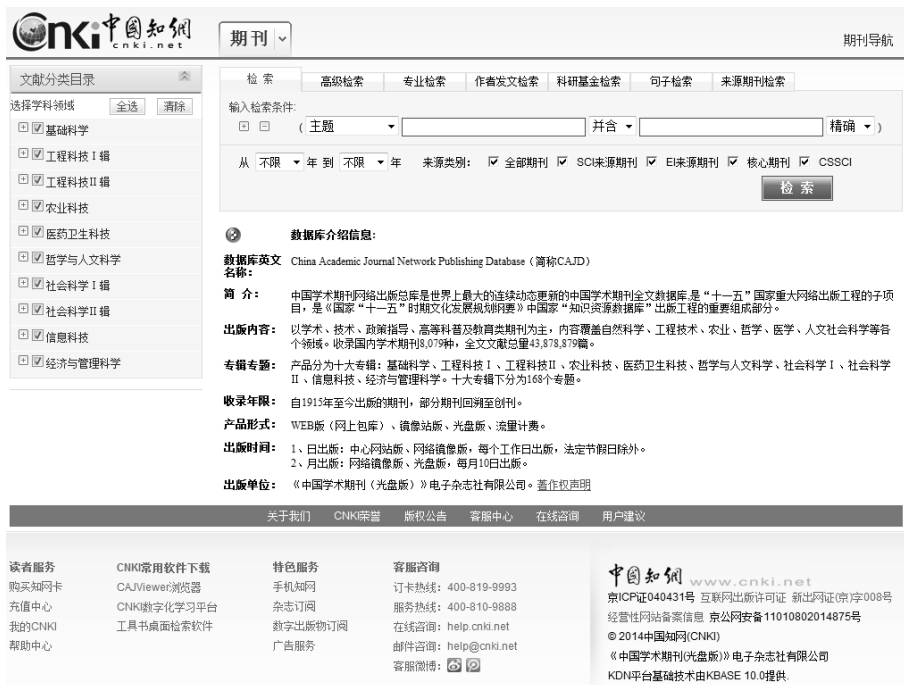 Cnki 中国知网
cnki.net
期刊
期刊导航
文献分类目录
选择学科领域 全选 清除
基础科学
工程科技Ⅰ辑
工程科技Ⅱ辑
农业科技
医药卫生科技
哲学与人文科学
社会科学Ⅰ辑
社会科学Ⅱ辑
信息科技
经济与管理科学
检索 高级检索 专业检索 作者发文检索 科研基金检索 句子检索 来源期刊检索
输入检索条件:
( 主题 并含 精确 )
从 不限 年 到 不限 年 来源类别: 全部期刊 SCI来源期刊 EI来源期刊 核心期刊 CSSCI
检 索
数据库介绍信息:
数据库英文名称: China Academic Journal Network Publishing Database(简称CAJD)
简 介: 中国学术期刊网络出版总库是世界上最大的连续动态更新的中国学术期刊全文数据库,是“十一五”国家重大网络出版工程的子项
目,是《国家“十一五”时期文化发展规划纲要》中国家“知识资源数据库”出版工程的重要组成部分。
出版内容: 以学术、技术、政策指导、高等科普及教育类期刊为主,内容覆盖自然科学、工程技术、农业、哲学、医学、人文社会科学等各
个领域。收录国内学术期刊8,079种,全文文献总量43,878,879篇。
专辑专题: 产品分为十大专辑:基础科学、工程科技Ⅰ、工程科技Ⅱ、农业科技、医药卫生科技、哲学与人文科学、社会科学Ⅰ、社会科学
Ⅱ、信息科技、经济与管理科学。十大专辑下分为168个专题。
收录年限: 自1915年至今出版的期刊,部分期刊回溯至创刊。
产品形式: WEB版(网上包库)、镜像站版、光盘版、流量计费。
出版时间: 1、日出版:中心网站版、网络镜像版,每个工作日出版,法定节假日除外。
2、月出版:网络镜像版、光盘版,每月10日出版。
出版单位: 《中国学术期刊(光盘版)》电子杂志社有限公司。著作权声明
关于我们 CNKI荣誉 版权公告 客服中心 在线咨询 用户建议
读者服务
购买知网卡
充值中心
我的CNKI
帮助中心
CNKI常用软件下载
CAJViewer浏览器
CNKI数字化学习平台
工具书桌面检索软件
特色服务
手机知网
杂志订阅
数字出版物订阅
广告服务
客服咨询
订卡热线:400-819-9993
服务热线:400-810-9888
在线咨询:help.cnki.net
邮件咨询:help@cnki.net
客服微博:
中国知网 www.cnki.net
京ICP证040431号 互联网出版许可证 新出网证(京)字008号
经营性网站备案信息 京公网安备11010802014875号
©2014中国知网(CNKI)
《中国学术期刊(光盘版)》电子杂志社有限公司
KDN平台基础技术由KBASE 10.0提供.